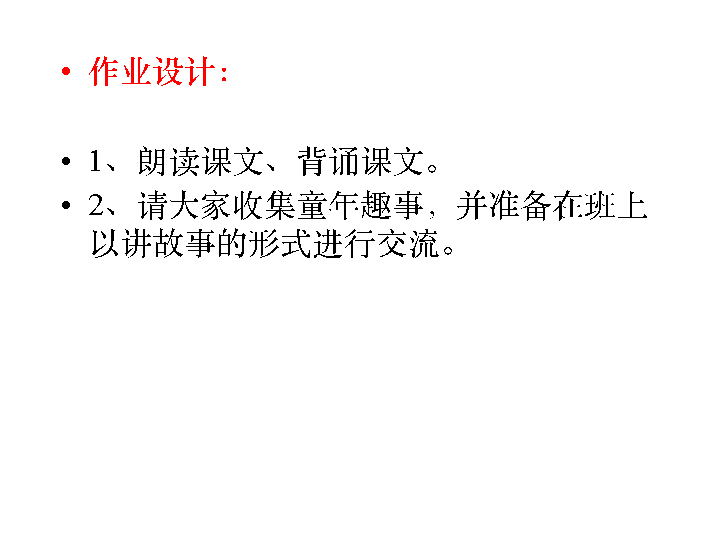 • 作业设计：
• 1、朗读课文、背诵课文。
• 2、请大家收集童年趣事，并准备在班上
以讲故事的形式进行交流。